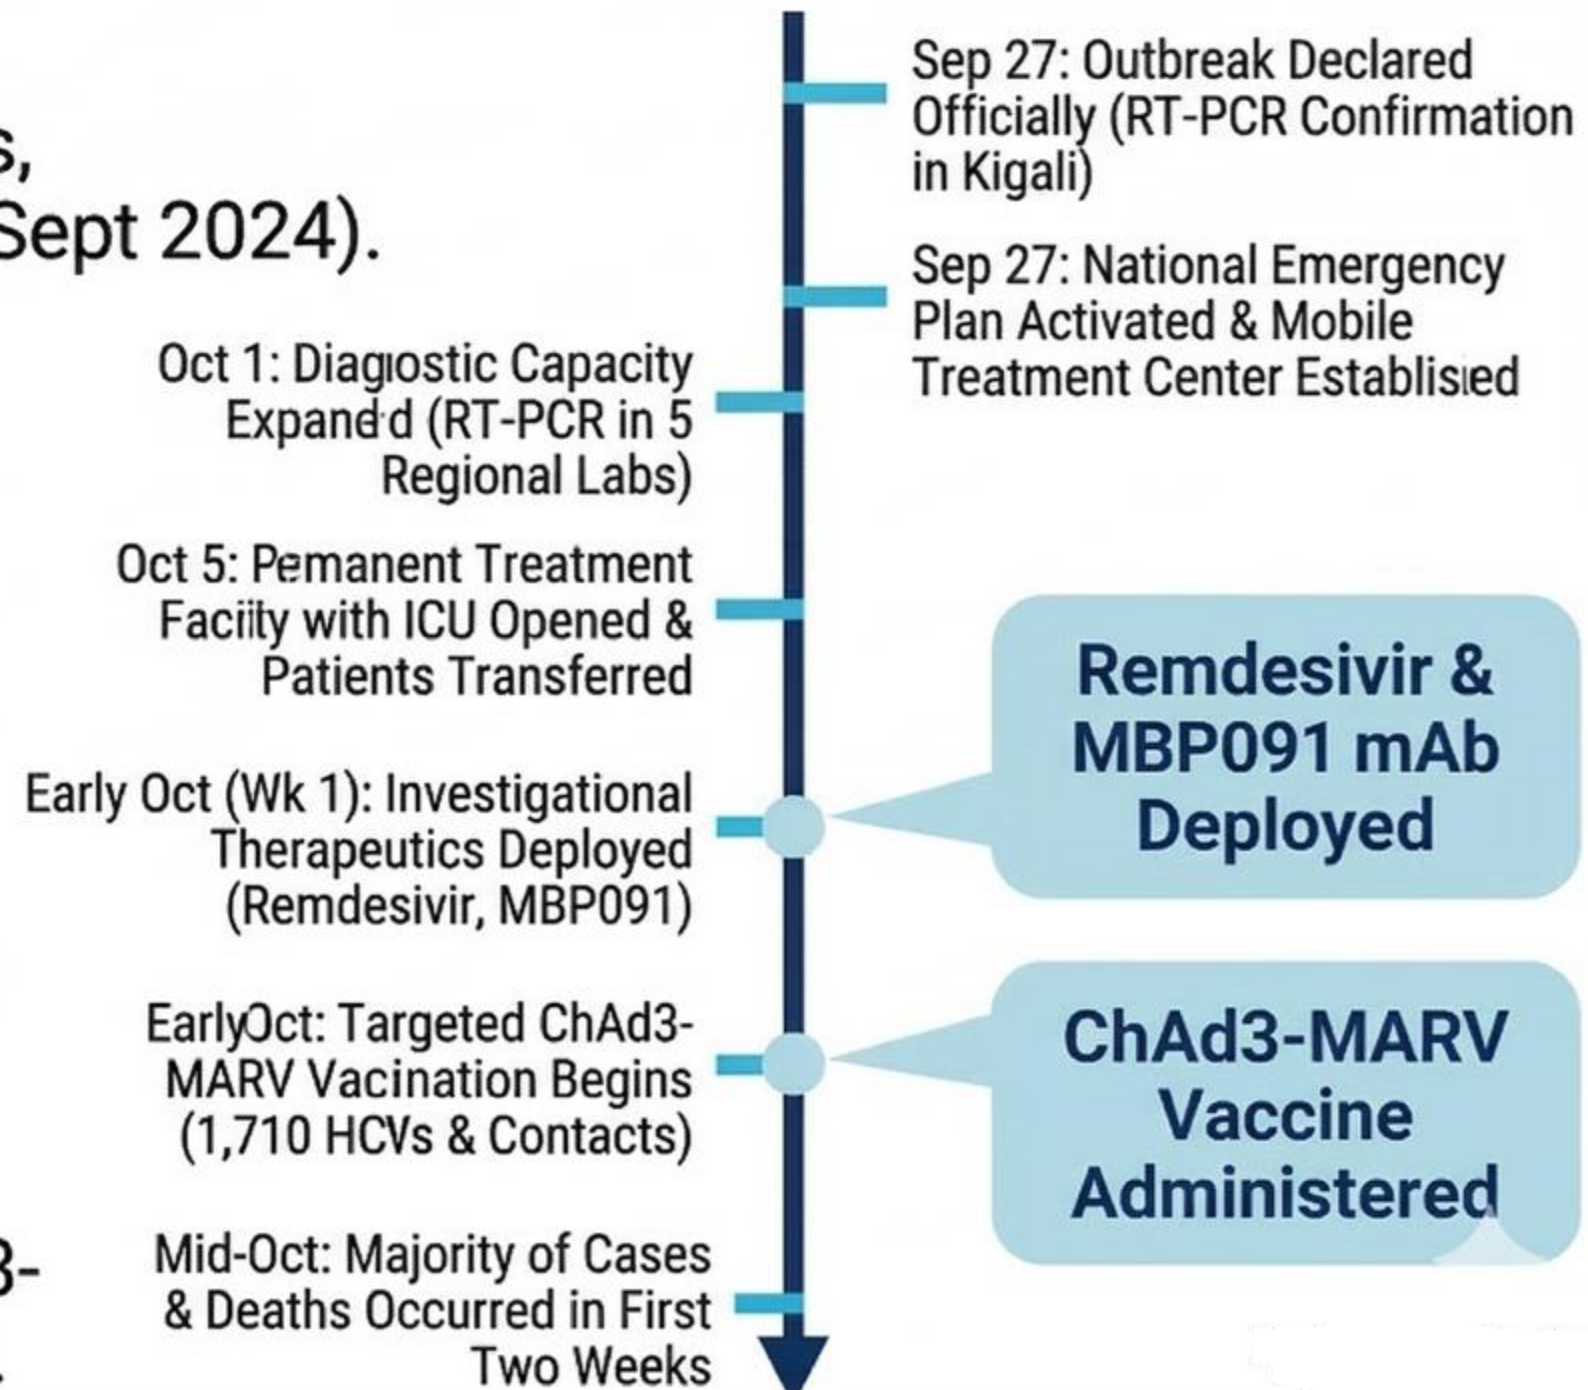 s,
Sept 2024).
Sep 27: Outbreak Declared
Officially (RT-PCR Confirmation
in Kigali)
Sep 27: National Emergency
Plan Activated & Mobile
Treatment Center Establisied
Oct 1: Diagıostic Capacity
Expand'd (RT-PCR in 5
Regional Labs)
Oct 5: Pemanent Treatment
Faciity with ICU Opened &
Patients Transferred
Early Oct (Wk 1): Investigational
Therapeutics Deployed
(Remdesivir, MBP091)
Remdesivir &
MBP091 mAb
Deployed
EarlyOct: Targeted ChAd3-
MARV Vacination Begins
(1,710 HCVs & Contacts)
ChAd3-MARV
Vaccine
Administered
3-
Mid-Oct: Majority of Cases
& Deaths Occurred in First
Two Weeks